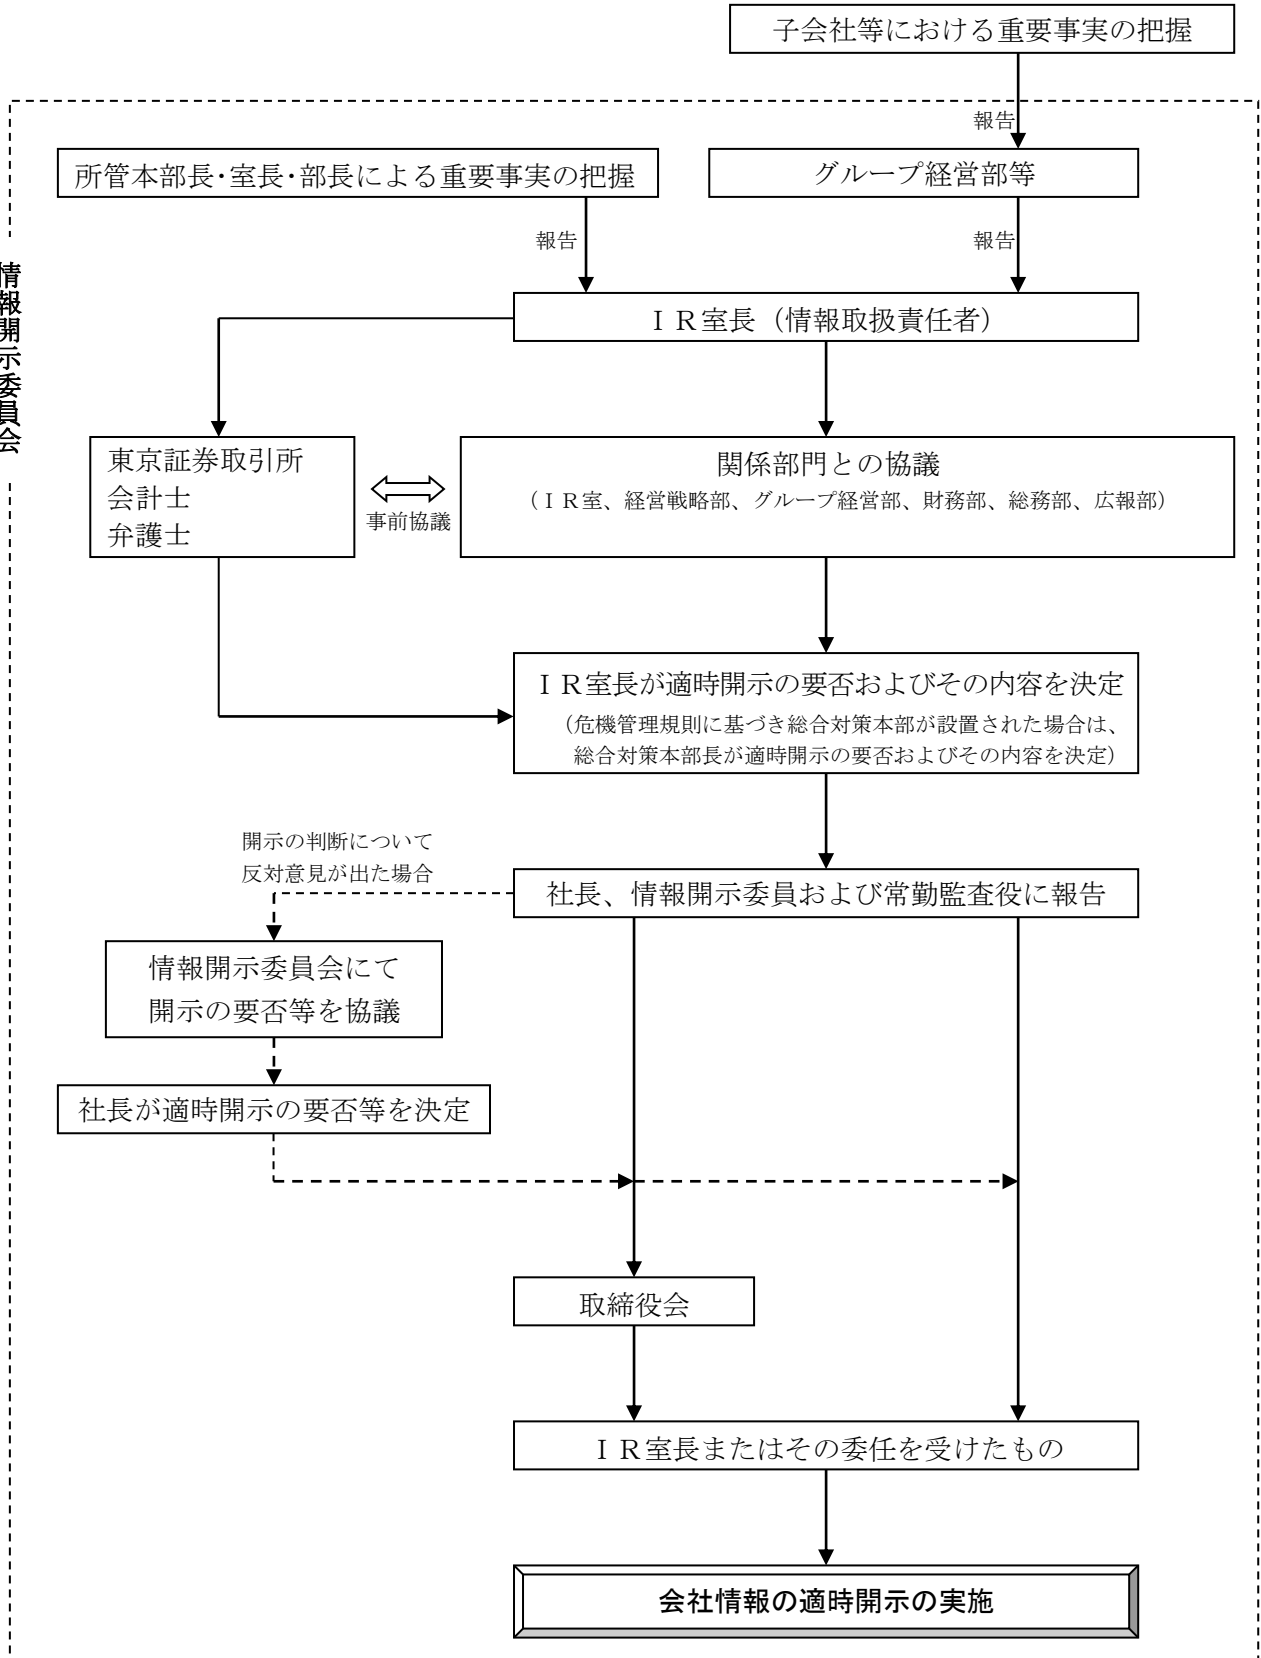 子会社等における重要事実の把握
報告
所管本部長・室長・部長による重要事実の把握
グループ経営部等
報告
報告
情報開示委員会
ＩＲ室長（情報取扱責任者）
東京証券取引所
会計士
弁護士
事前協議
関係部門との協議
（ＩＲ室、経営戦略部、グループ経営部、財務部、総務部、広報部）
ＩＲ室長が適時開示の要否およびその内容を決定
（危機管理規則に基づき総合対策本部が設置された場合は、
総合対策本部長が適時開示の要否およびその内容を決定）
開示の判断について
反対意見が出た場合
社長、情報開示委員および常勤監査役に報告
情報開示委員会にて
開示の要否等を協議
社長が適時開示の要否等を決定
取締役会
ＩＲ室長またはその委任を受けたもの
会社情報の適時開示の実施